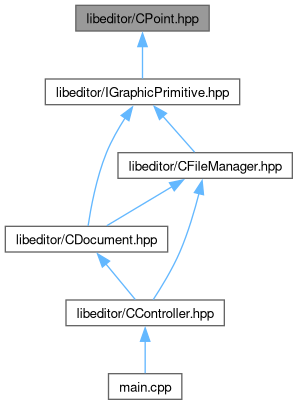 libeditor/CPoint.hpp
libeditor/IGraphicPrimitive.hpp
libeditor/CFileManager.hpp
libeditor/CDocument.hpp
libeditor/CController.hpp
main.cpp